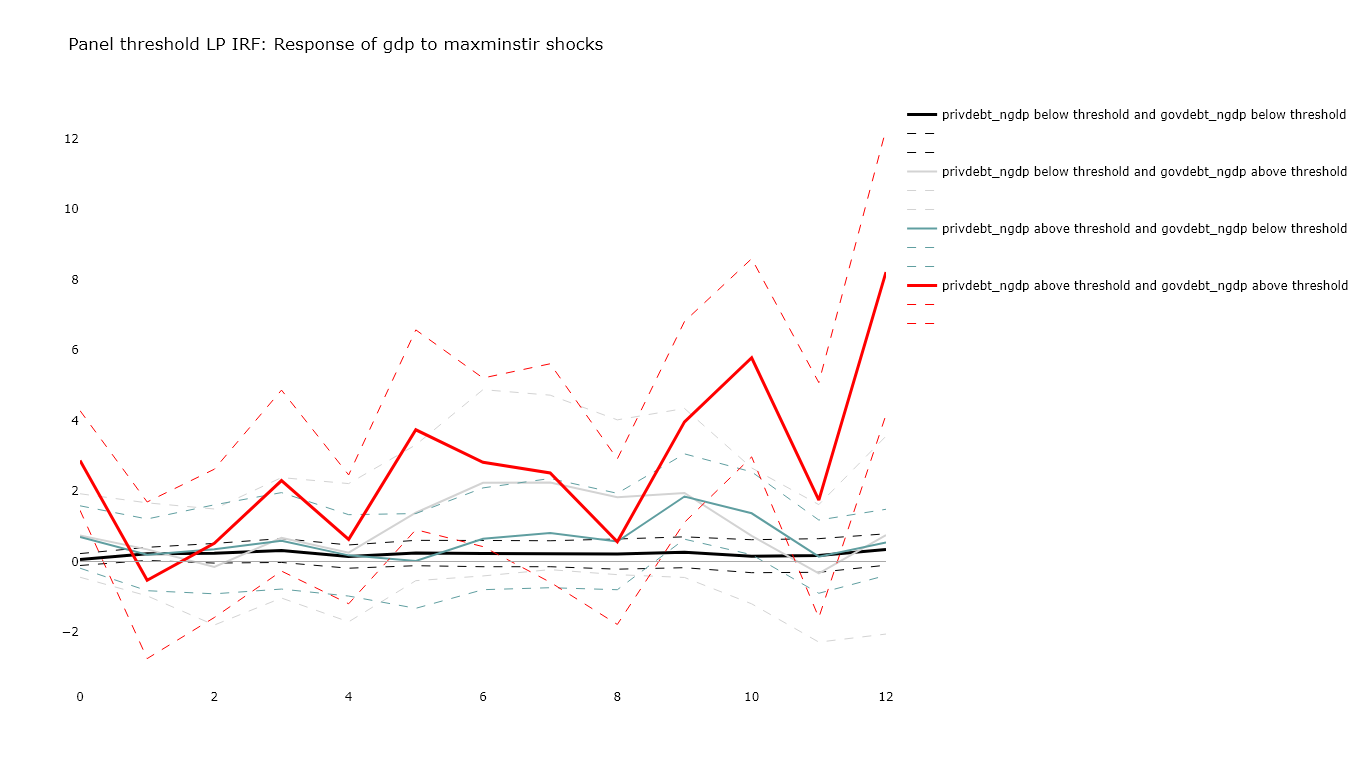 Panel threshold LP IRF: Response of gdp to maxminstir shocks
privdebt_ngdp below threshold and govdebt_ngdp below threshold
privdebt_ngdp below threshold and govdebt_ngdp above threshold
privdebt_ngdp above threshold and govdebt_ngdp below threshold
privdebt_ngdp above threshold and govdebt_ngdp above threshold
12
10
8
6
4
2
0
−2
0 2 4 6 8 10 12